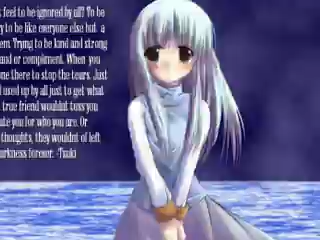 t feel to be ignored by all? To be
y to be like everyone else but a
em. Trying to be kind and strong
and or compliment. When you
one there to stop the tears. Just
used up by all just to get what
true friend wouldnt toss you
ate you for who you are. Or
thoughts, they wouldnt of left
arkness forever. -Tsuki